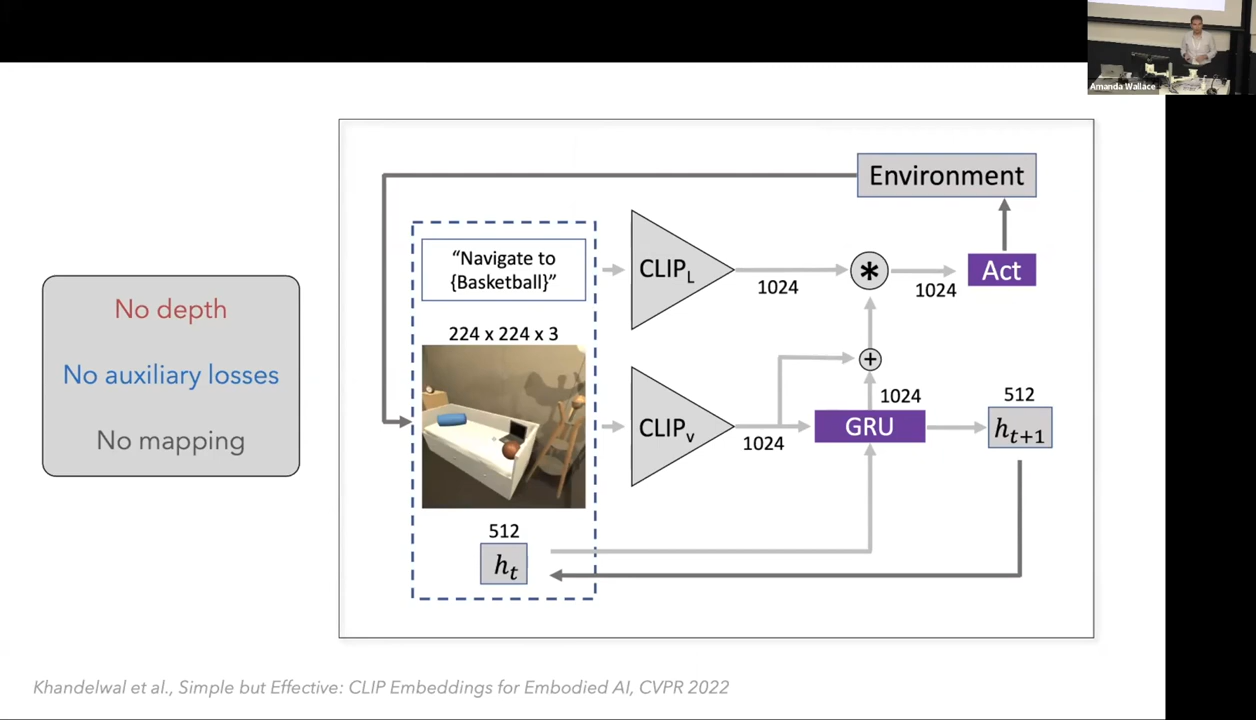 Amanda Wallace
Environment
“Navigate to
{Basketball}”
CLIP_L
1024
*
1024
Act
224 x 224 x 3
No depth
No auxiliary losses
No mapping
+
CLIP_v
1024
1024
GRU
512
h_{t+1}
512
h_t
Khandelwal et al., Simple but Effective: CLIP Embeddings for Embodied AI, CVPR 2022